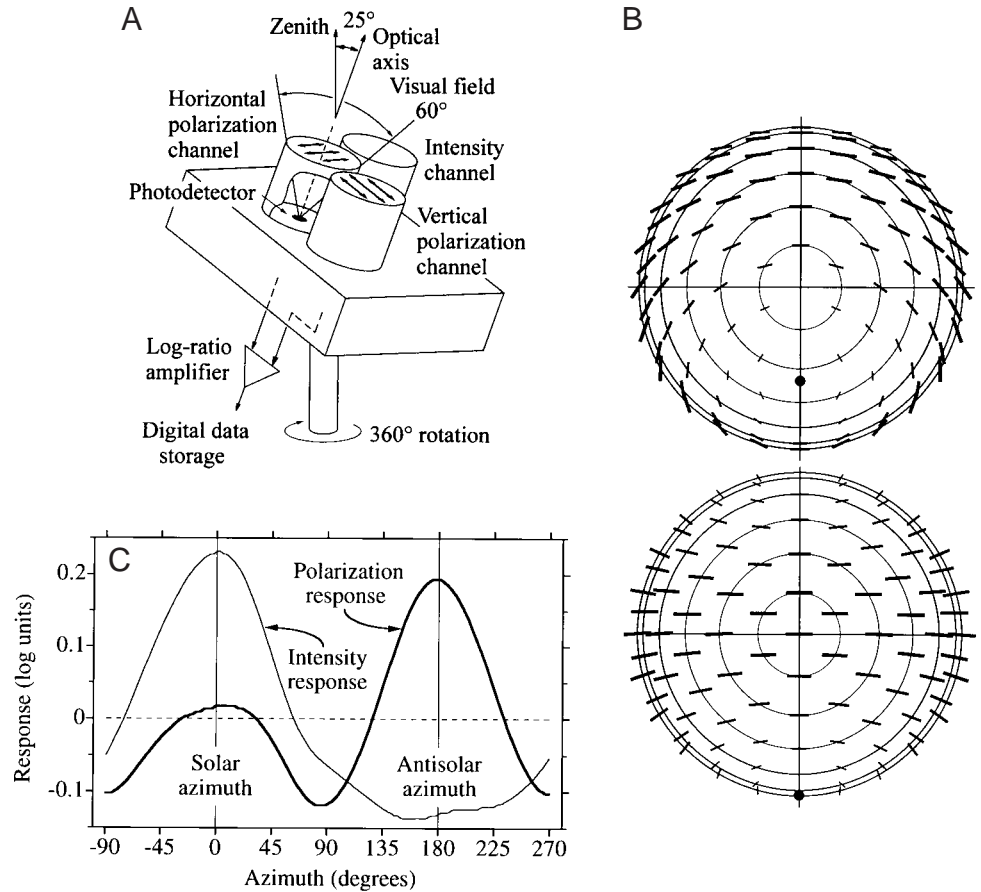 A
Zenith
25°
Optical
axis
Visual field
60°
Horizontal
polarization
channel
Intensity
channel
Photodetector
Vertical
polarization
channel
Log-ratio
amplifier
Digital data
storage
360° rotation
B
C
Response (log units)
0.2
0.1
0
-0.1
Polarization
response
Intensity
response
Solar
azimuth
Antisolar
azimuth
-90 -45 0 45 90 135 180 225 270
Azimuth (degrees)